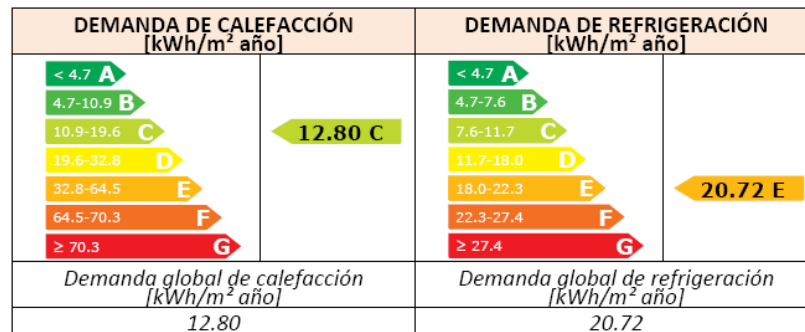 DEMANDA DE CALEFACCIÓN
[kWh/m² año]
< 4.7 A
4.7-10.9 B
10.9-19.6 C
19.6-32.8 D
32.8-64.5 E
64.5-70.3 F
≥ 70.3 G
12.80 C
Demanda global de calefacción
[kWh/m² año]
12.80
DEMANDA DE REFRIGERACIÓN
[kWh/m² año]
< 4.7 A
4.7-7.6 B
7.6-11.7 C
11.7-18.0 D
18.0-22.3 E
22.3-27.4 F
≥ 27.4 G
20.72 E
Demanda global de refrigeración
[kWh/m² año]
20.72